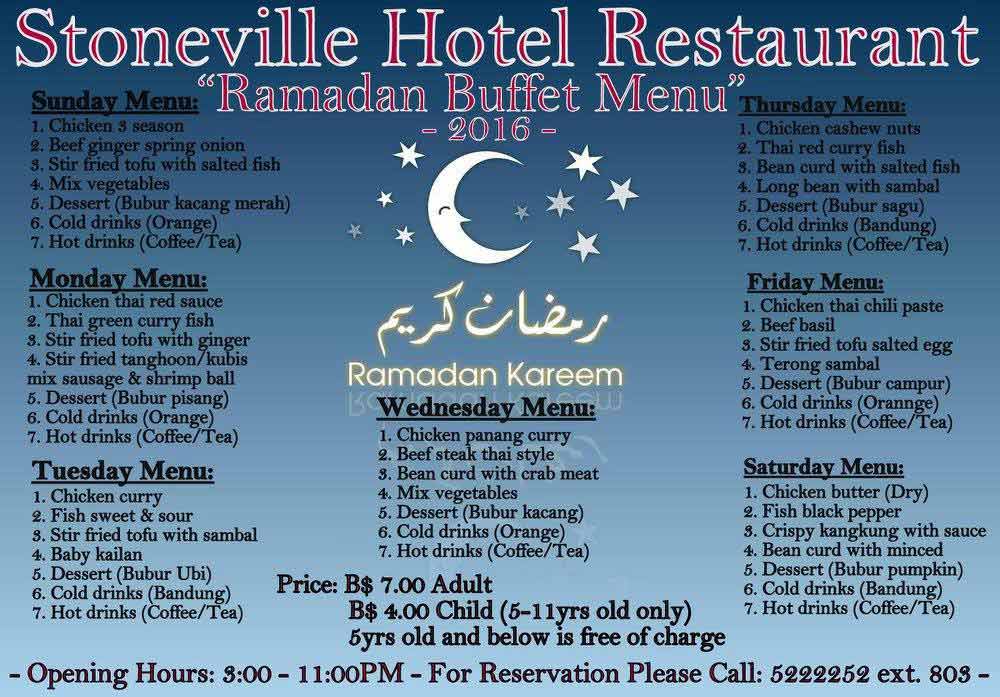 Stoneville Hotel Restaurant
“Ramadan Buffet Menu”
- 2016 -
Sunday Menu:
1. Chicken 3 season
2. Beef ginger spring onion
3. Stir fried tofu with salted fish
4. Mix vegetables
5. Dessert (Bubur kacang merah)
6. Cold drinks (Orange)
7. Hot drinks (Coffee/Tea)
Monday Menu:
1. Chicken thai red sauce
2. Thai green curry fish
3. Stir fried tofu with ginger
4. Stir fried tanghoon/kubis
mix sausage & shrimp ball
5. Dessert (Bubur pisang)
6. Cold drinks (Orange)
7. Hot drinks (Coffee/Tea)
Tuesday Menu:
1. Chicken curry
2. Fish sweet & sour
3. Stir fried tofu with sambal
4. Baby kailan
5. Dessert (Bubur Ubi)
6. Cold drinks (Bandung)
7. Hot drinks (Coffee/Tea)
رمضان كريم
Ramadan Kareem
Wednesday Menu:
1. Chicken panang curry
2. Beef steak thai style
3. Bean curd with crab meat
4. Mix vegetables
5. Dessert (Bubur kacang)
6. Cold drinks (Orange)
7. Hot drinks (Coffee/Tea)
Thursday Menu:
1. Chicken cashew nuts
2. Thai red curry fish
3. Bean curd with salted fish
4. Long bean with sambal
5. Dessert (Bubur sagu)
6. Cold drinks (Bandung)
7. Hot drinks (Coffee/Tea)
Friday Menu:
1. Chicken thai chili paste
2. Beef basil
3. Stir fried tofu salted egg
4. Terong sambal
5. Dessert (Bubur campur)
6. Cold drinks (Orannge)
7. Hot drinks (Coffee/Tea)
Saturday Menu:
1. Chicken butter (Dry)
2. Fish black pepper
3. Crispy kangkung with sauce
4. Bean curd with minced
5. Dessert (Bubur pumpkin)
6. Cold drinks (Bandung)
7. Hot drinks (Coffee/Tea)
Price: B$ 7.00 Adult
B$ 4.00 Child (5-11yrs old only)
5yrs old and below is free of charge
- Opening Hours: 3:00 - 11:00PM - For Reservation Please Call: 5222252 ext. 803 -